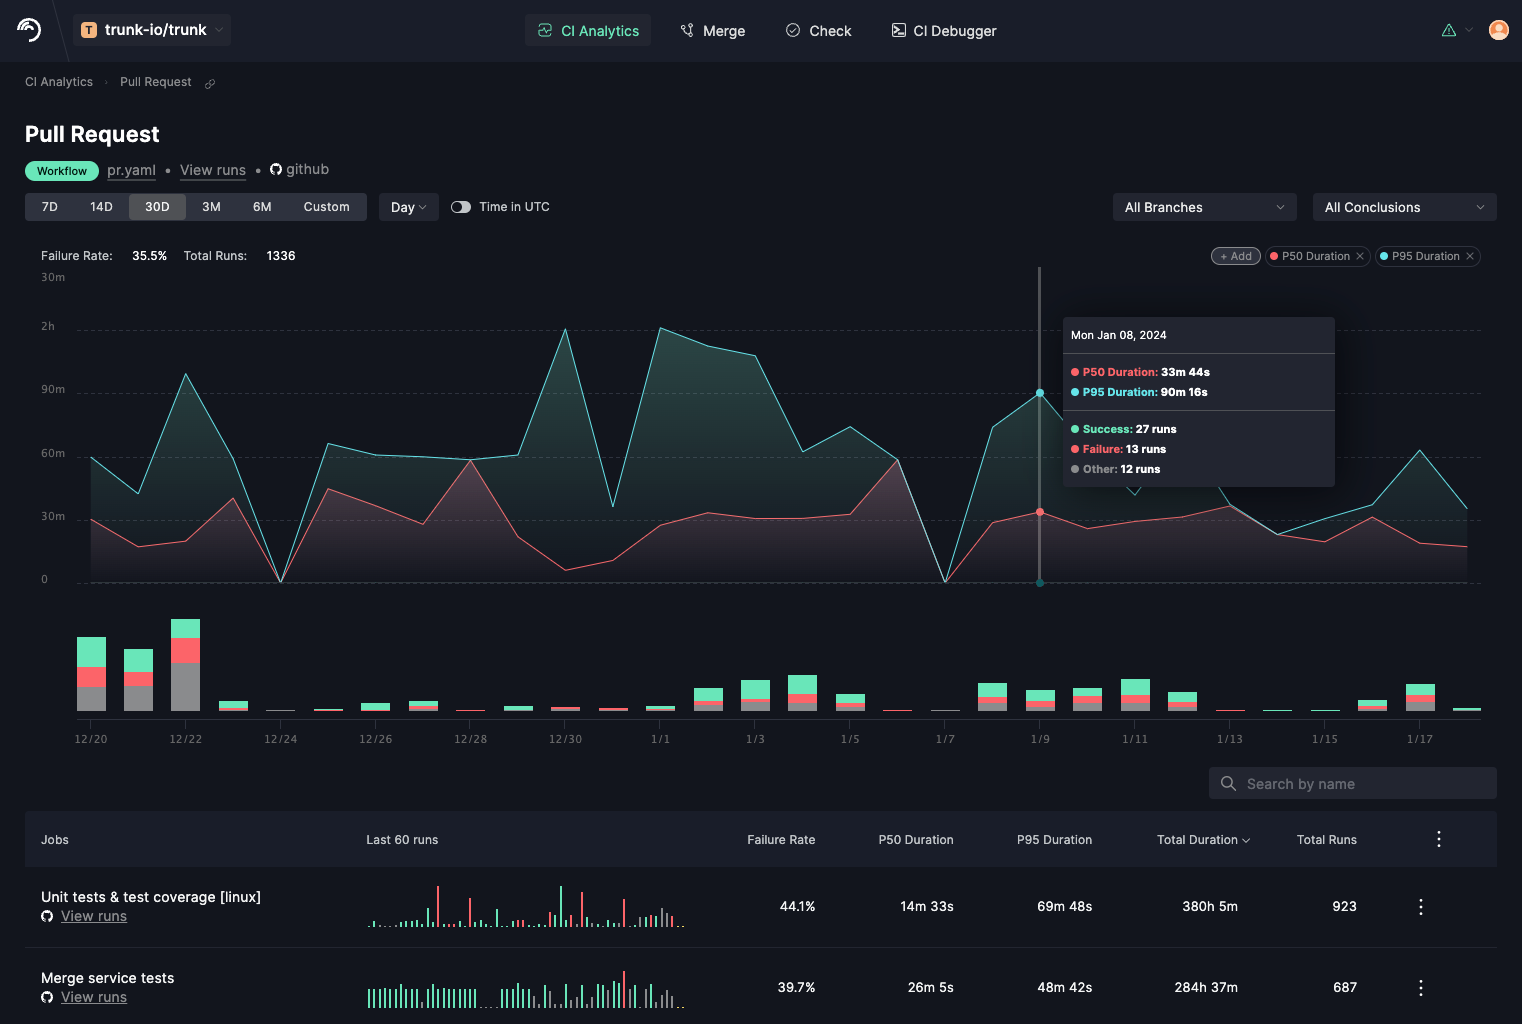 T trunk-io/trunk
CI Analytics
Merge
Check
CI Debugger
CI Analytics › Pull Request
Pull Request
Workflow pr.yaml • View runs • github
7D 14D 30D 3M 6M Custom Day Time in UTC All Branches All Conclusions
Failure Rate: 35.5% Total Runs: 1336 + Add P50 Duration × P95 Duration ×
30m
2h
90m
60m
30m
0
Mon Jan 08, 2024
P50 Duration: 33m 44s
P95 Duration: 90m 16s
Success: 27 runs
Failure: 13 runs
Other: 12 runs
12/20 12/22 12/24 12/26 12/28 12/30 1/1 1/3 1/5 1/7 1/9 1/11 1/13 1/15 1/17
Search by name
Jobs Last 60 runs Failure Rate P50 Duration P95 Duration Total Duration Total Runs
Unit tests & test coverage [linux] 44.1% 14m 33s 69m 48s 380h 5m 923
View runs
Merge service tests 39.7% 26m 5s 48m 42s 284h 37m 687
View runs